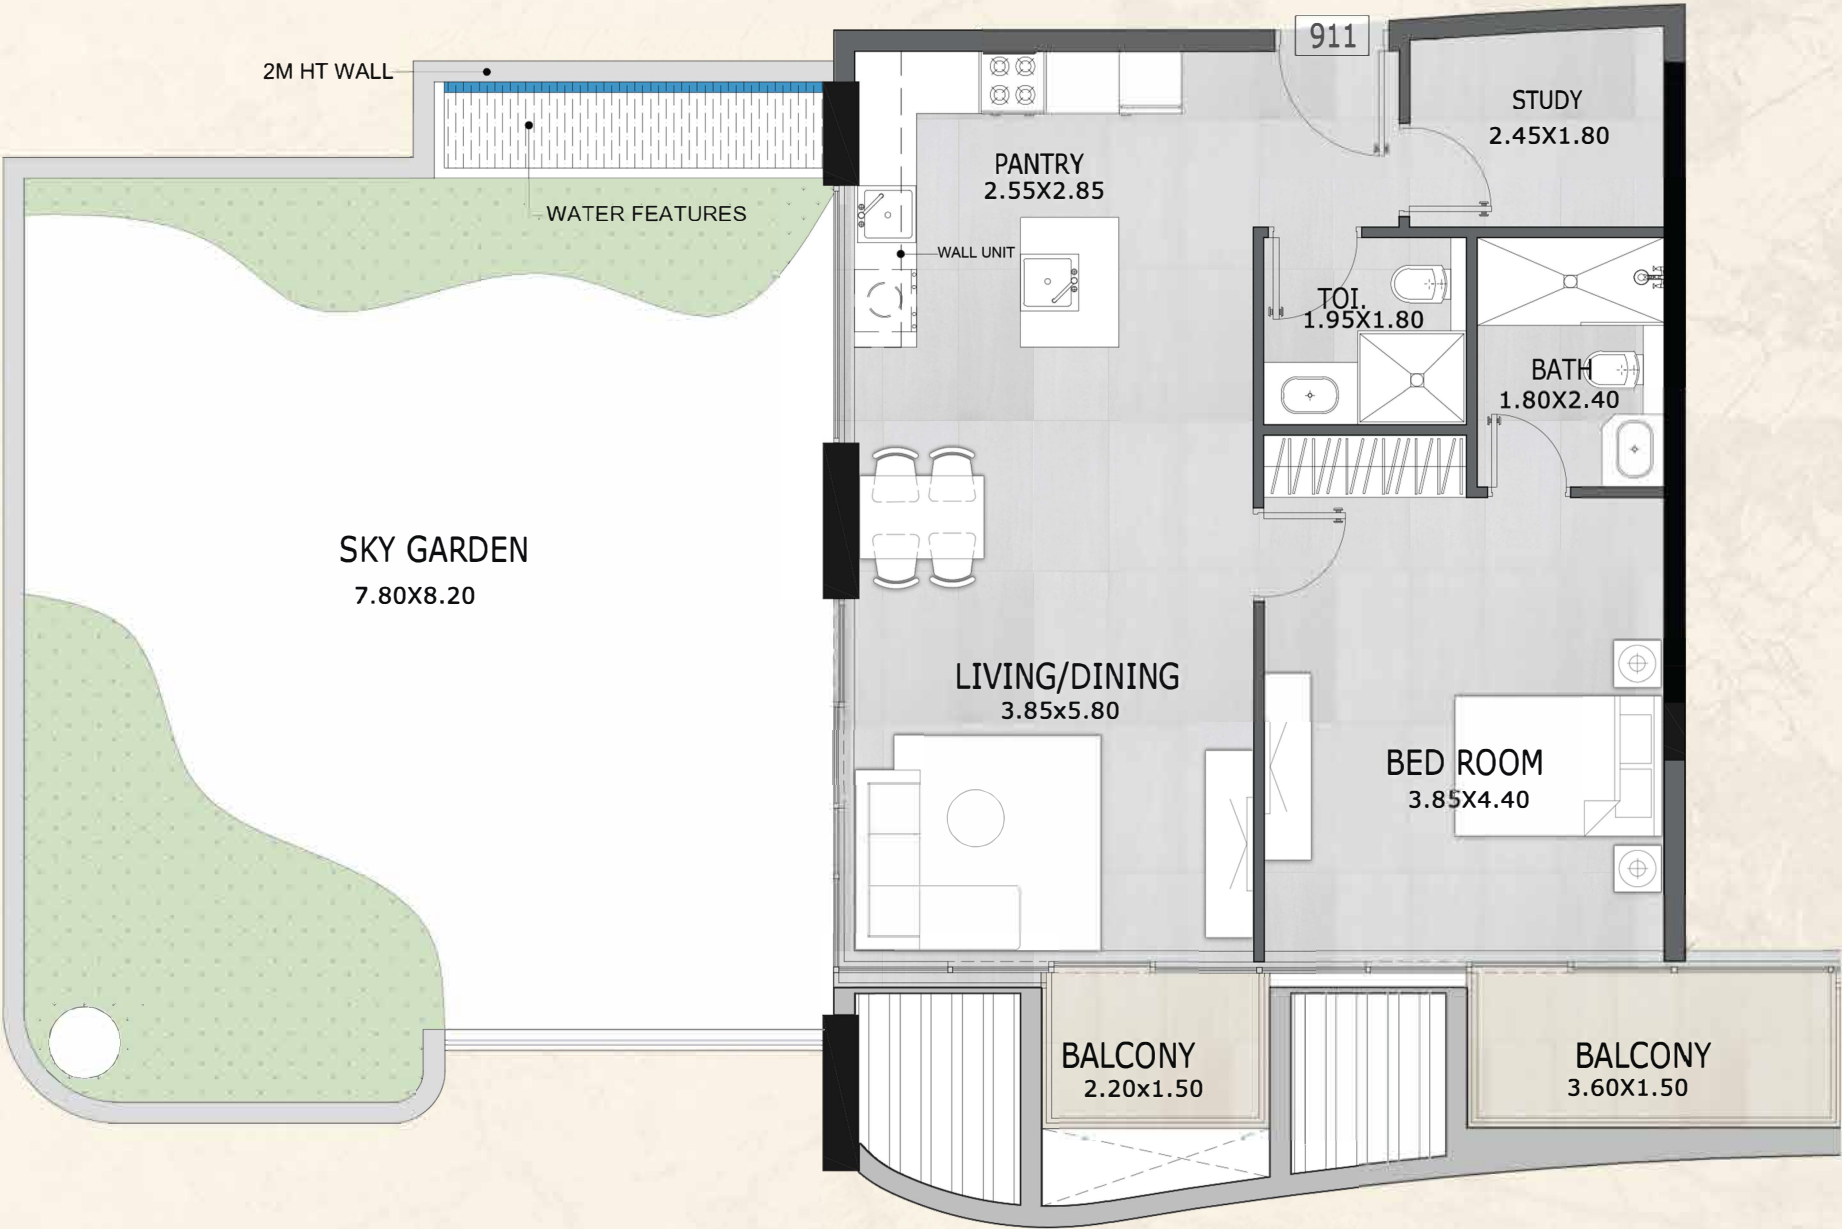 911
2M HT WALL
STUDY
2.45X1.80
PANTRY
2.55X2.85
WATER FEATURES
WALL UNIT
TOI.
1.95X1.80
BATH
1.80X2.40
SKY GARDEN
7.80X8.20
LIVING/DINING
3.85x5.80
BED ROOM
3.85X4.40
BALCONY
2.20x1.50
BALCONY
3.60X1.50